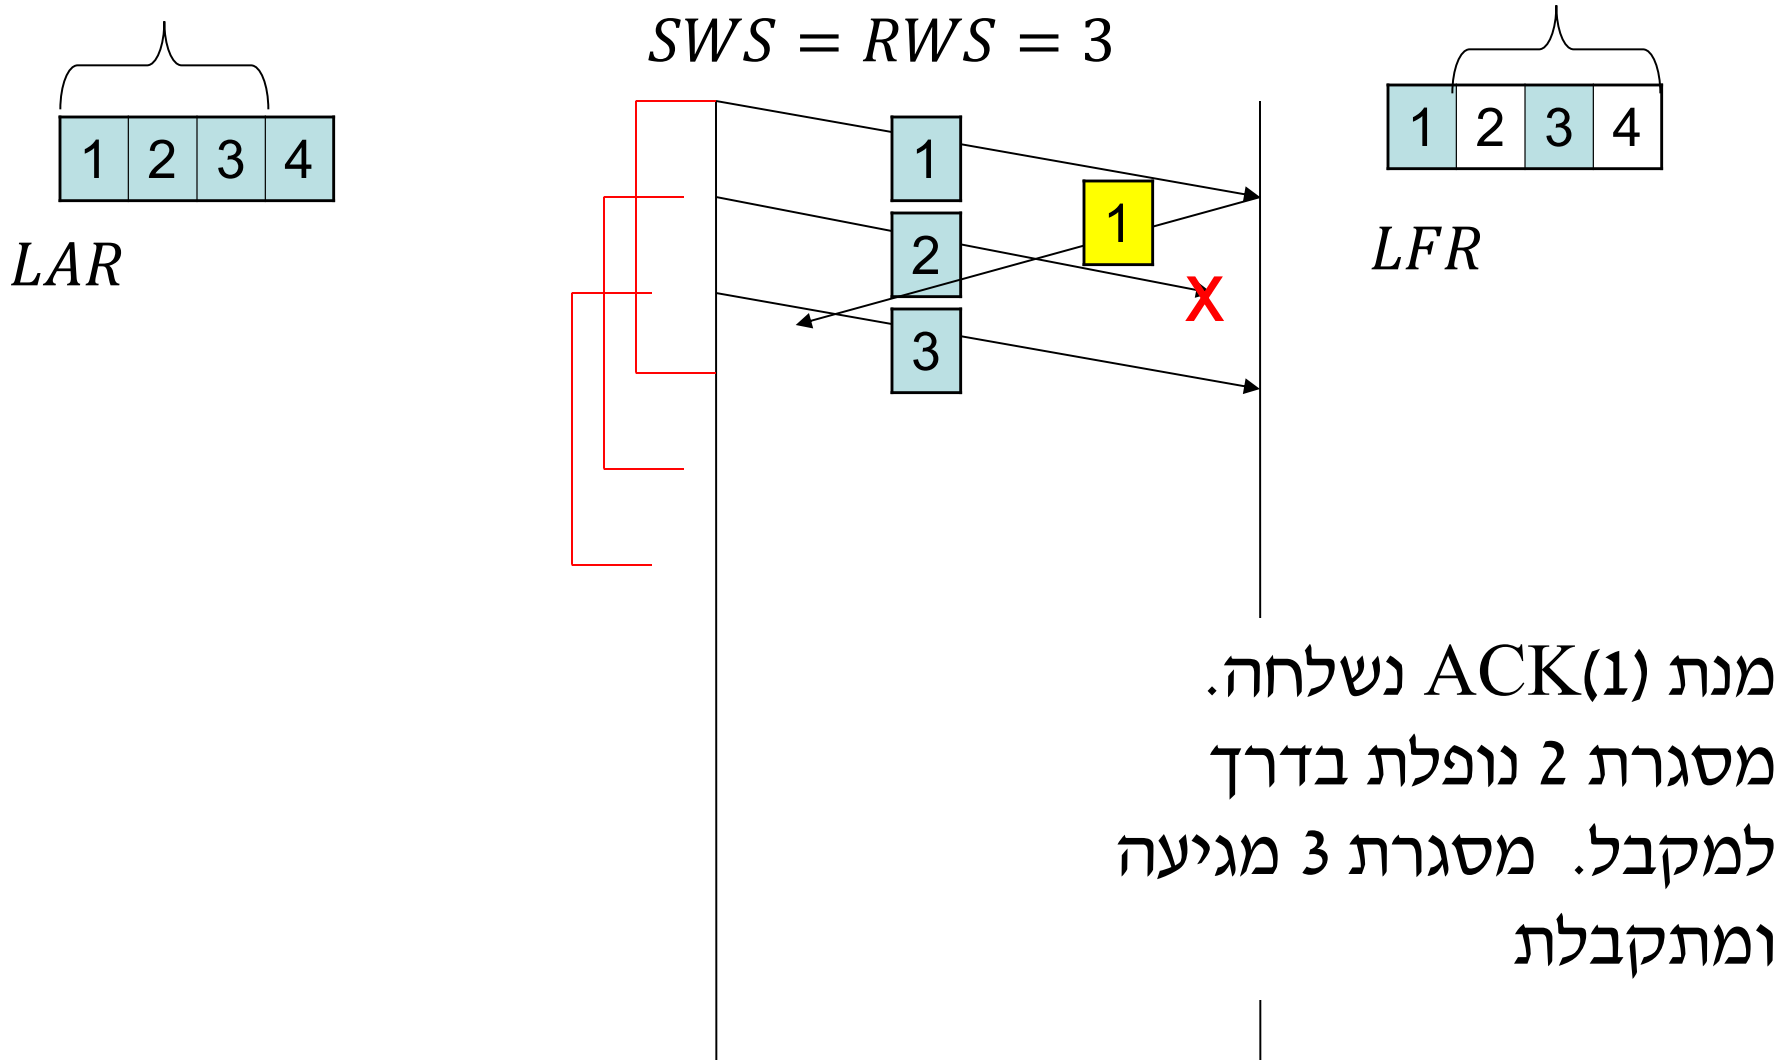 SWS = RWS = 3
1 2 3 4
LAR
1 2 3 4
LFR
1
1
2
X
3
מנת ACK(1) נשלחה.
מסגרת 2 נופלת בדרך
למקבל. מסגרת 3 מגיעה
ומתקבלת